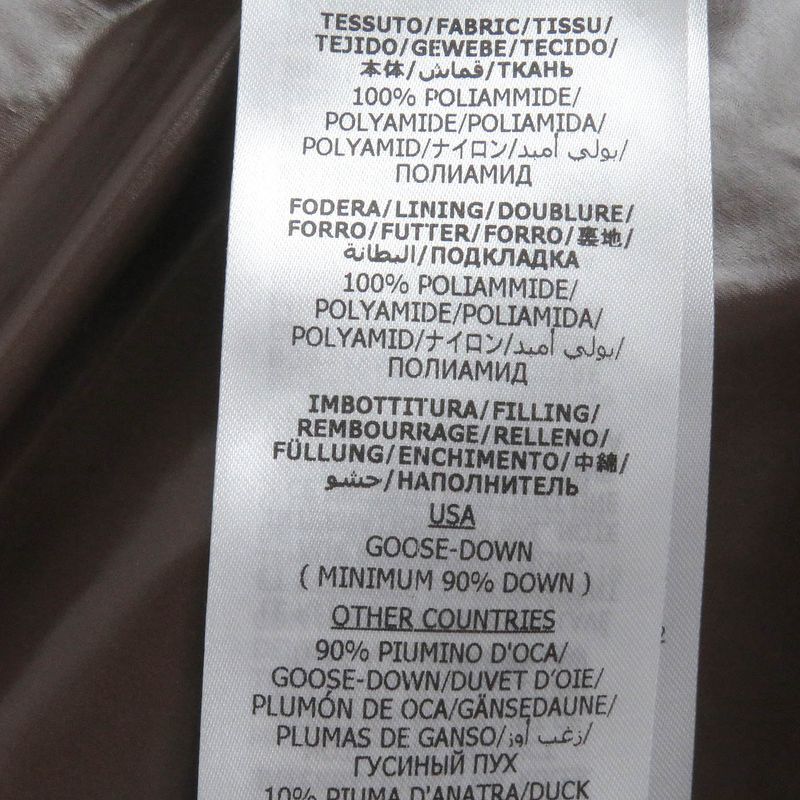 TESSUTO/FABRIC/TISSU/
TEJIDO/GEWEBE/TECIDO/
本体/قماش/ТКАНЬ
100% POLIAMMIDE/
POLYAMIDE/POLIAMIDA/
POLYAMID/ナイロン/بولي أميد/
ПОЛИАМИД
FODERA/LINING/DOUBLURE/
FORRO/FUTTER/FORRO/裏地/
البطانة/ПОДКЛАДКА
100% POLIAMMIDE/
POLYAMIDE/POLIAMIDA/
POLYAMID/ナイロン/بولي أميد/
ПОЛИАМИД
IMBOTTITURA/FILLING/
REMBOURRAGE/RELLENO/
FÜLLUNG/ENCHIMENTO/中綿/
حشو/НАПОЛНИТЕЛЬ
USA
GOOSE-DOWN
( MINIMUM 90% DOWN )
OTHER COUNTRIES
90% PIUMINO D'OCA/
GOOSE-DOWN/DUVET D'OIE/
PLUMÓN DE OCA/GÄNSEDAUNE/
PLUMAS DE GANSO/زغب أوز/
ГУСИНЫЙ ПУХ
10% PIUMA D'ANATRA/DUCK